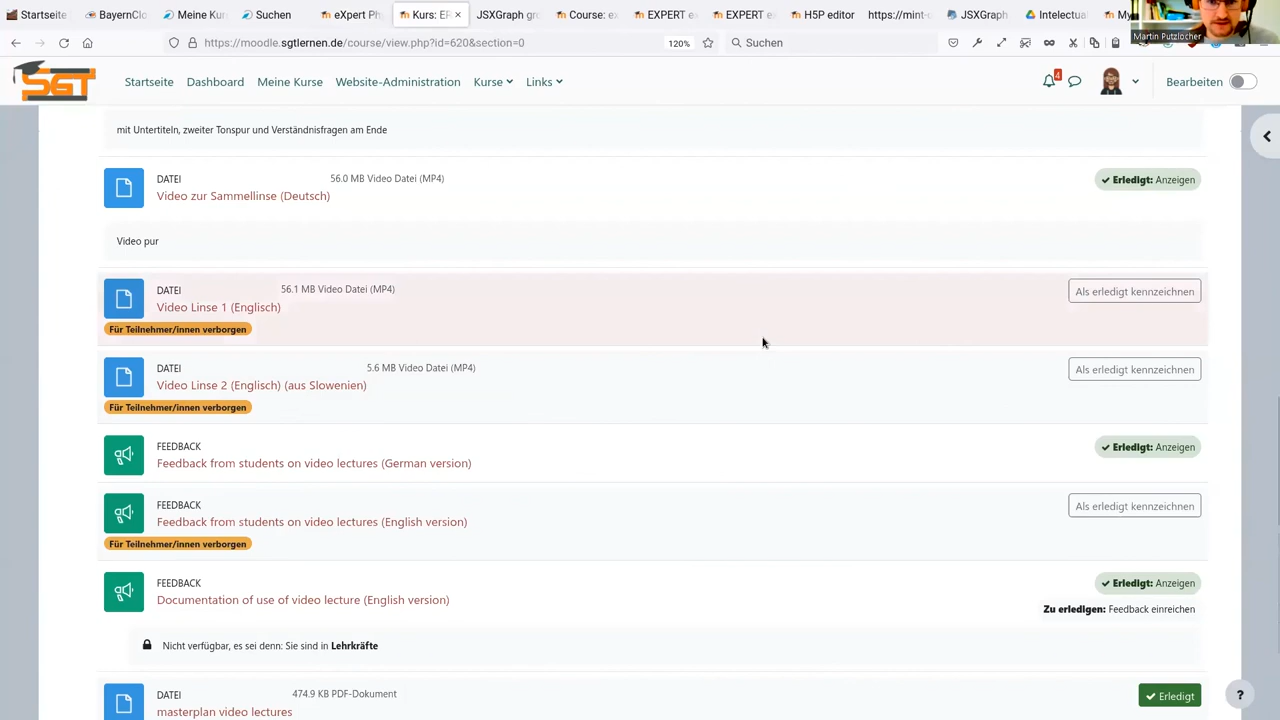 Startseite
BayernClo
Meine Kur
Suchen
eXpert Ph
Kurs: EF
JSXGraph g
Course: ex
EXPERT e
EXPERT e
H5P editor
https://mint
JSXGraph
Intelectua
My
Martin Putzlocher
https://moodle.sgtlernen.de/course/view.php?id=
120%
Suchen
SGT
Startseite
Dashboard
Meine Kurse
Website-Administration
Kurse
Links
4
Bearbeiten
mit Untertiteln, zweiter Tonspur und Verständnisfragen am Ende
DATEI
56.0 MB Video Datei (MP4)
Video zur Sammellinse (Deutsch)
Erledigt: Anzeigen
Video pur
DATEI
56.1 MB Video Datei (MP4)
Video Linse 1 (Englisch)
Als erledigt kennzeichnen
Für Teilnehmer/innen verborgen
DATEI
5.6 MB Video Datei (MP4)
Video Linse 2 (Englisch) (aus Slowenien)
Als erledigt kennzeichnen
Für Teilnehmer/innen verborgen
FEEDBACK
Feedback from students on video lectures (German version)
Erledigt: Anzeigen
FEEDBACK
Feedback from students on video lectures (English version)
Als erledigt kennzeichnen
Für Teilnehmer/innen verborgen
FEEDBACK
Documentation of use of video lecture (English version)
Erledigt: Anzeigen
Zu erledigen: Feedback einreichen
Nicht verfügbar, es sei denn: Sie sind in Lehrkräfte
DATEI
474.9 KB PDF-Dokument
masterplan video lectures
Erledigt
?